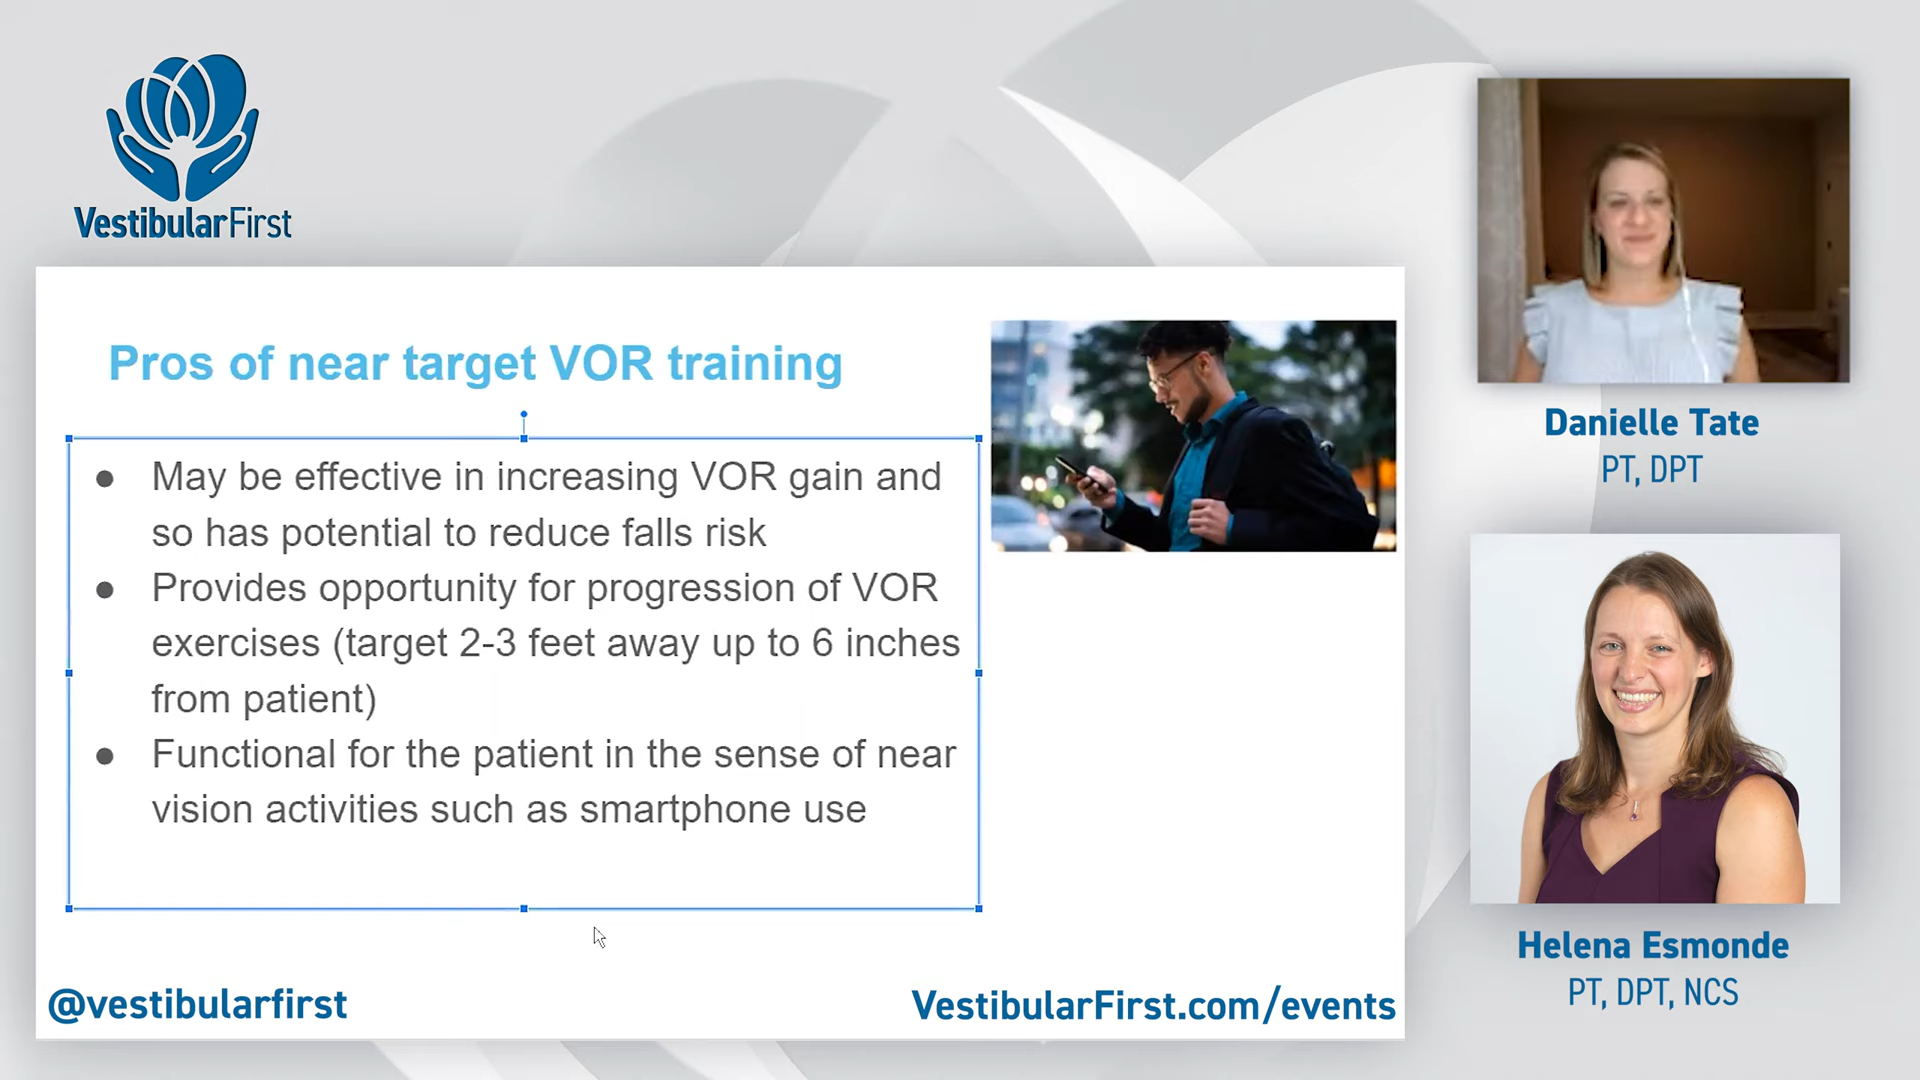 VestibularFirst
Pros of near target VOR training
● May be effective in increasing VOR gain and
so has potential to reduce falls risk
● Provides opportunity for progression of VOR
exercises (target 2-3 feet away up to 6 inches
from patient)
● Functional for the patient in the sense of near
vision activities such as smartphone use
@vestibularfirst
VestibularFirst.com/events
Danielle Tate
PT, DPT
Helena Esmonde
PT, DPT, NCS